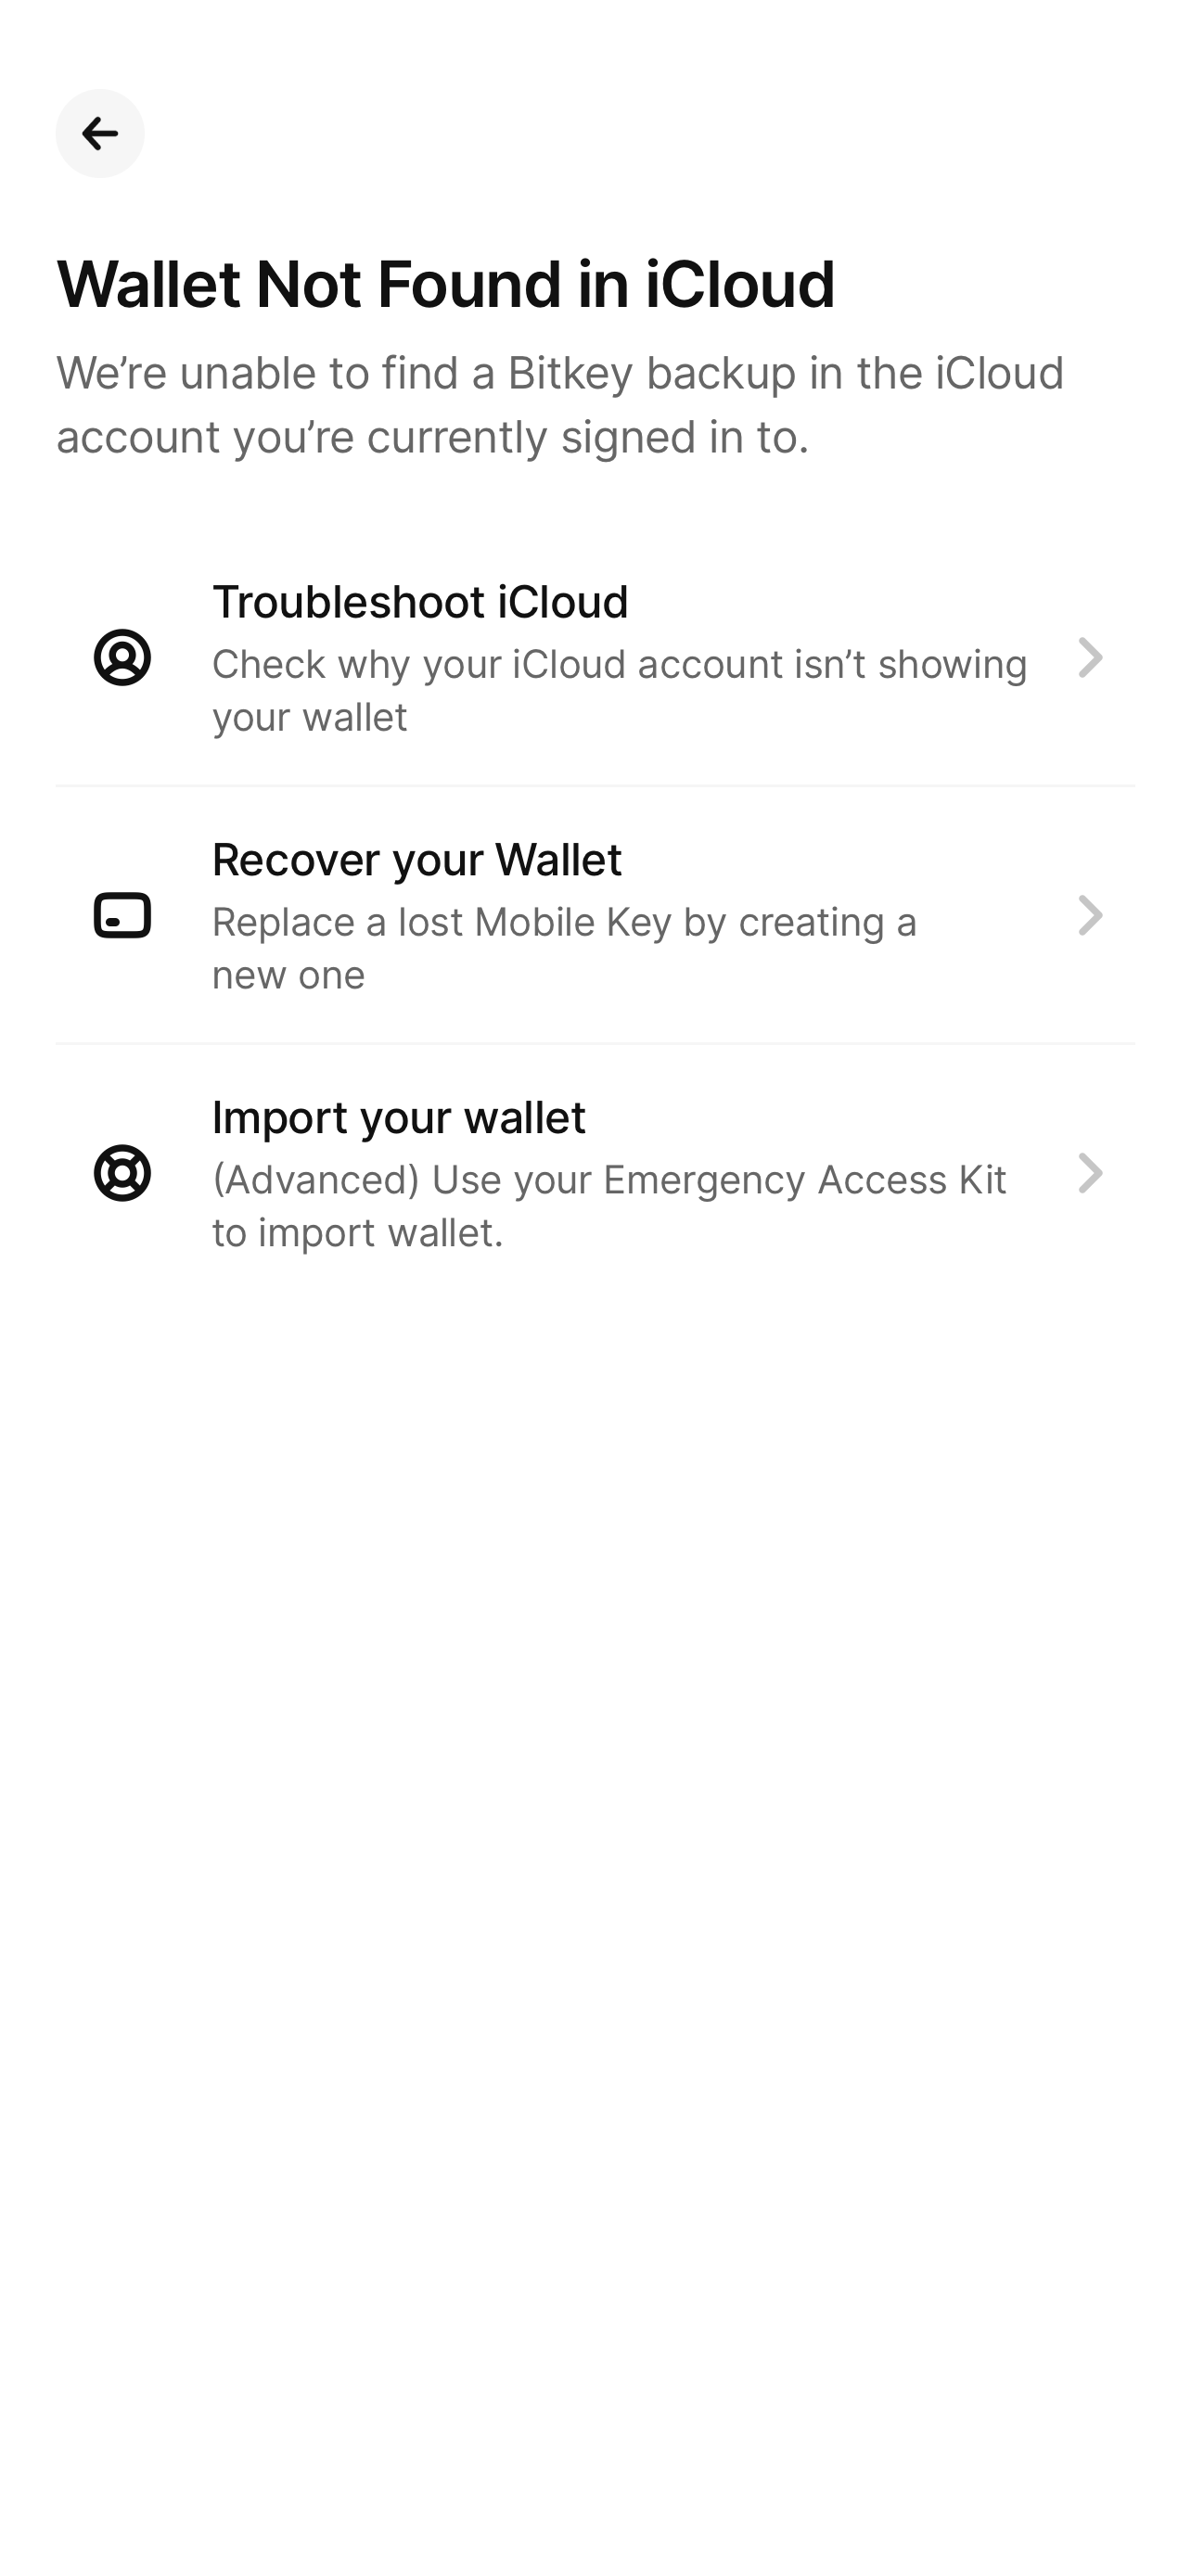 Wallet Not Found in iCloud
We’re unable to find a Bitkey backup in the iCloud
account you’re currently signed in to.
Troubleshoot iCloud
Check why your iCloud account isn’t showing
your wallet
Recover your Wallet
Replace a lost Mobile Key by creating a
new one
Import your wallet
(Advanced) Use your Emergency Access Kit
to import wallet.